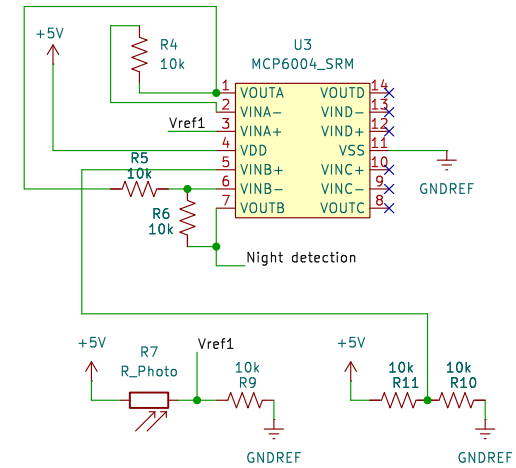 +5V
R4
10k
U3
MCP6004_SRM
1 VOUTA VOUTD 14
2 VINA- VIND- 13
Vref1 3 VINA+ VIND+ 12
4 VDD VSS 11
5 VINB+ VINC+ 10
6 VINB- VINC- 9
7 VOUTB VOUTC 8
GNDREF
R5
10k
R6
10k
Night detection
+5V
R7
R_Photo
Vref1
10k
R9
GNDREF
+5V
10k
R11
10k
R10
GNDREF